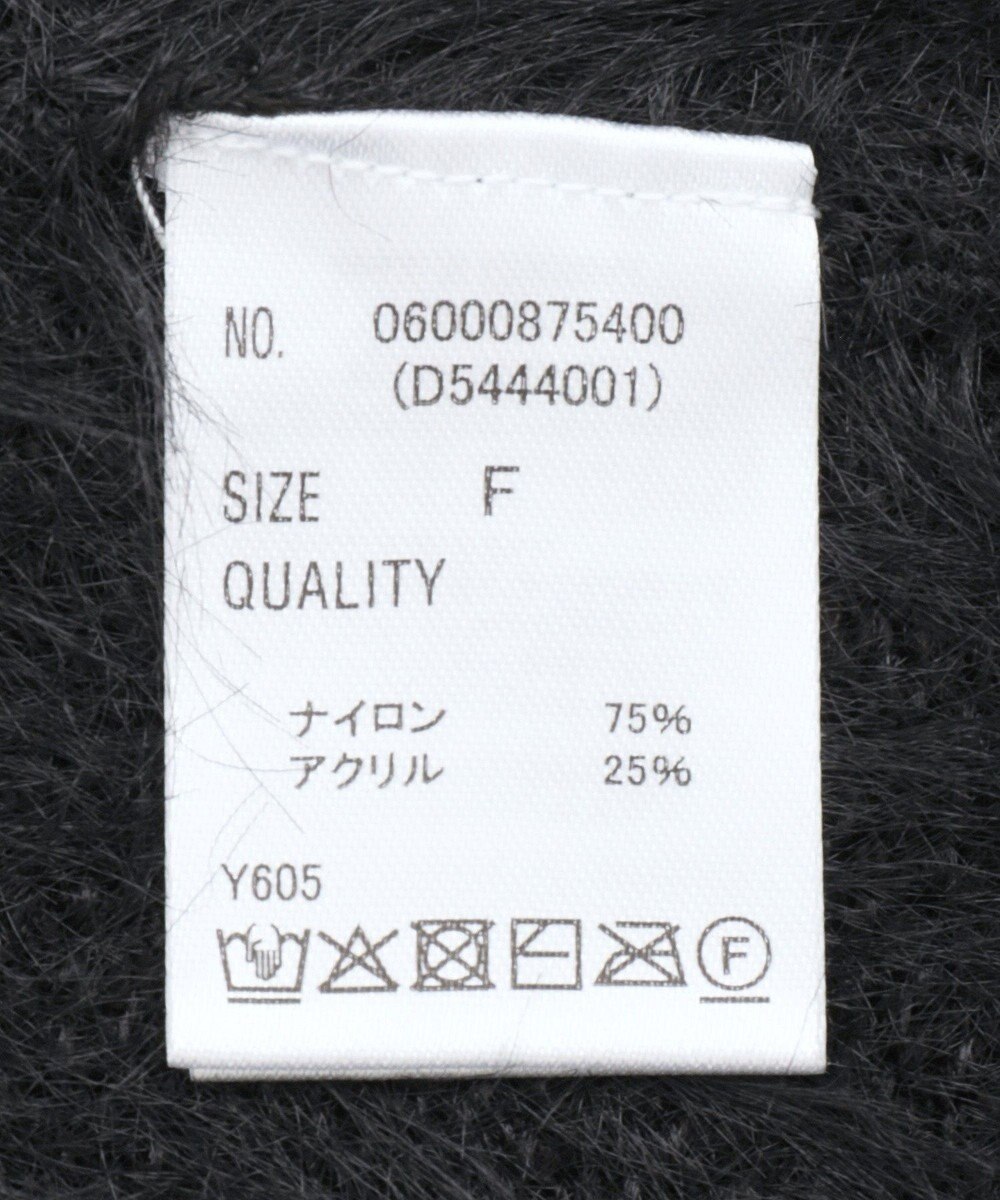 NO. 06000875400
(D5444001)
SIZE F
QUALITY
ナイロン 75%
アクリル 25%
Y605
F